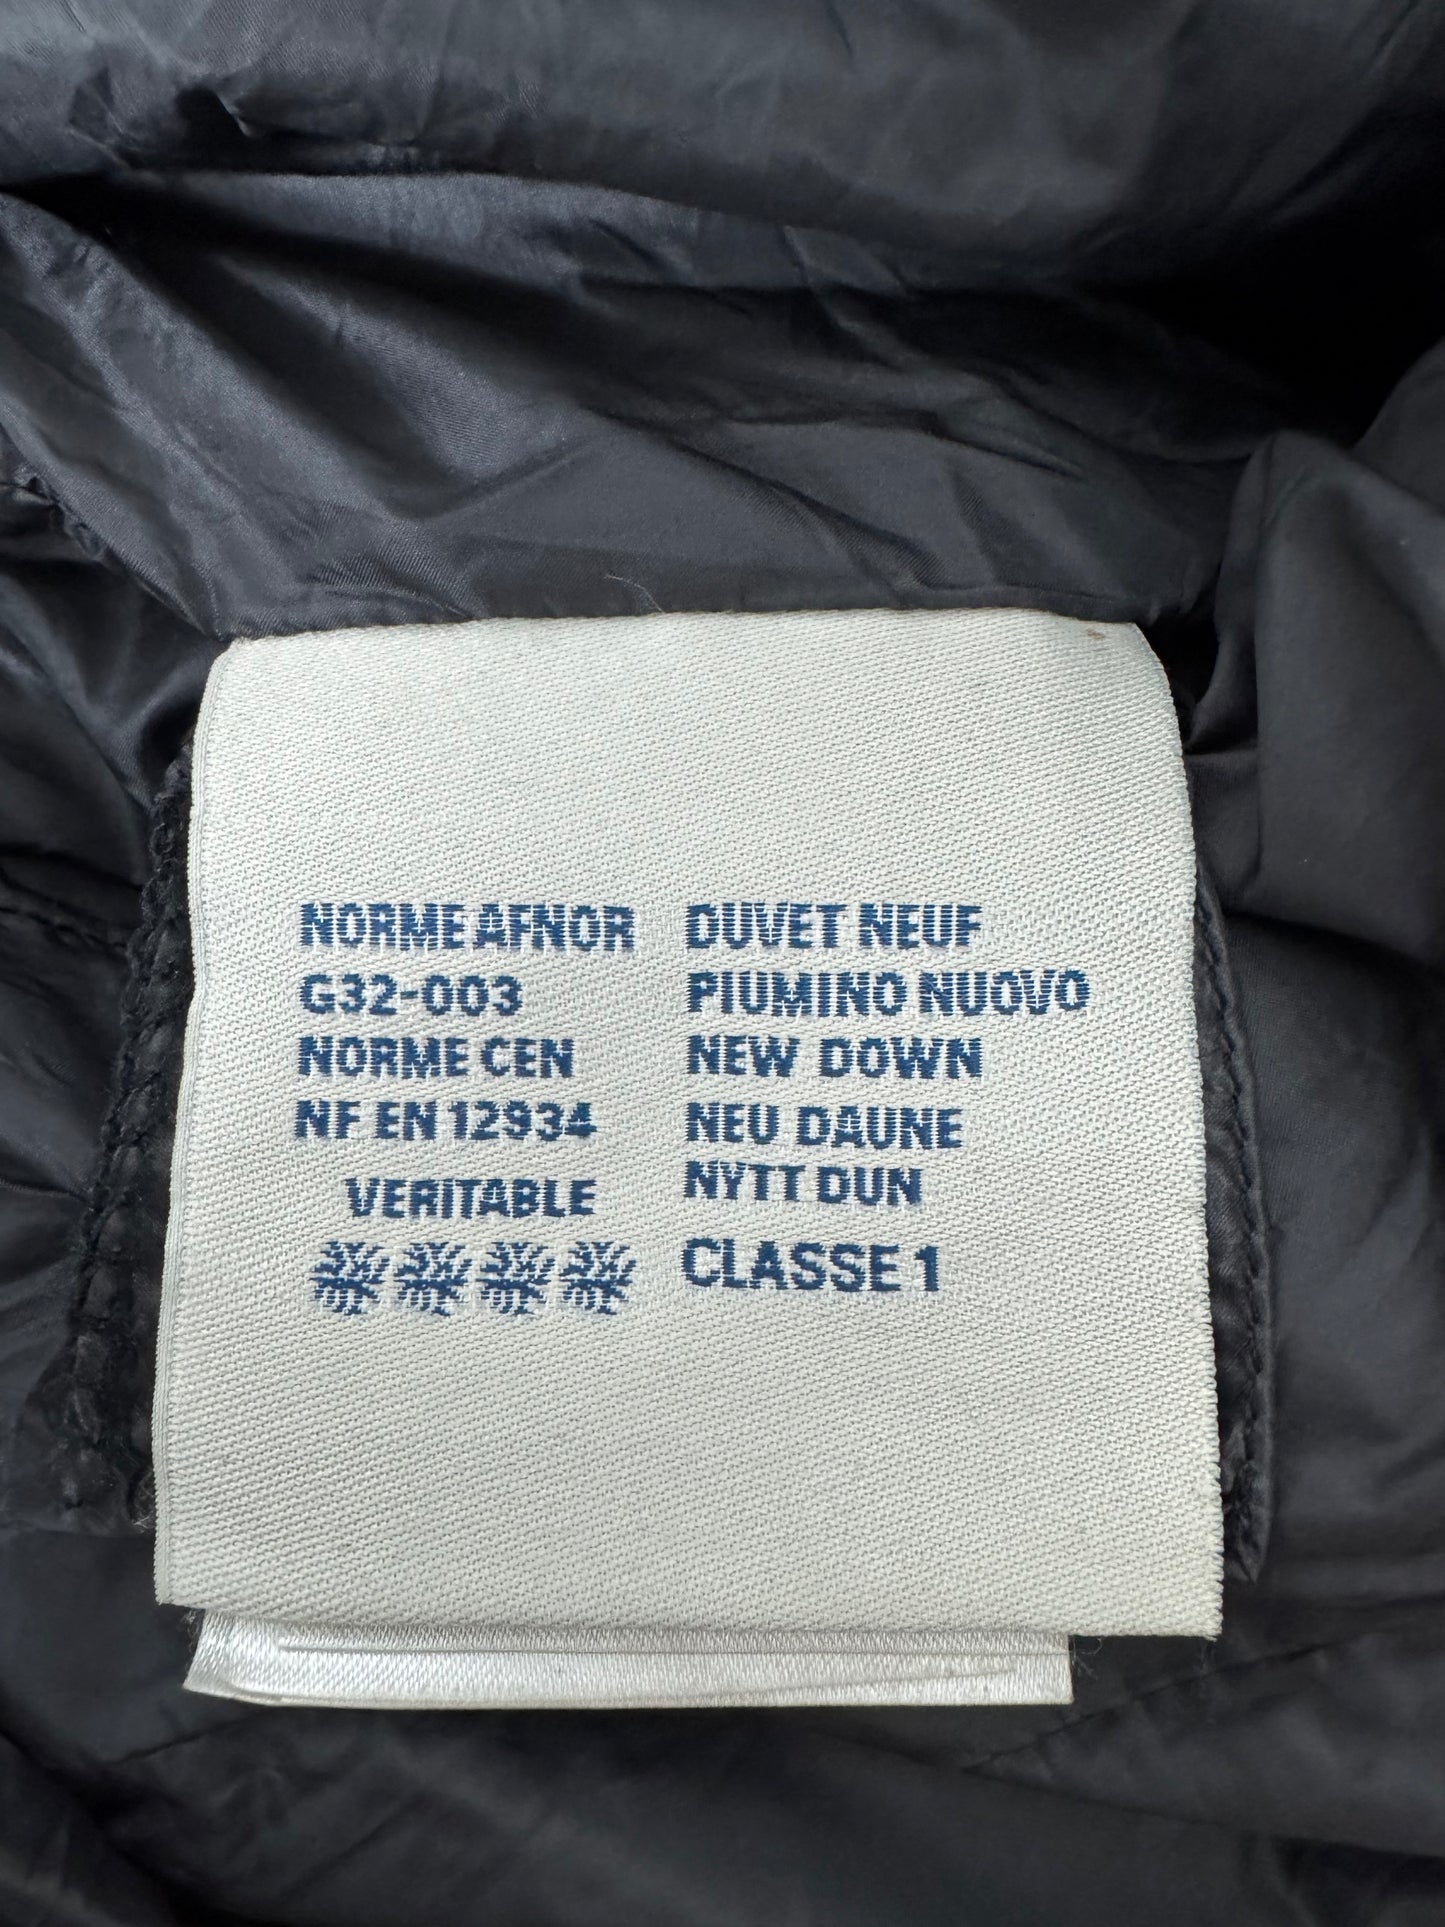 NORME AFNOR
G32-003
NORME CEN
NF EN 12934
VERITABLE
DUVET NEUF
PIUMINO NUOVO
NEW DOWN
NEU DAUNE
NYTT DUN
CLASSE 1